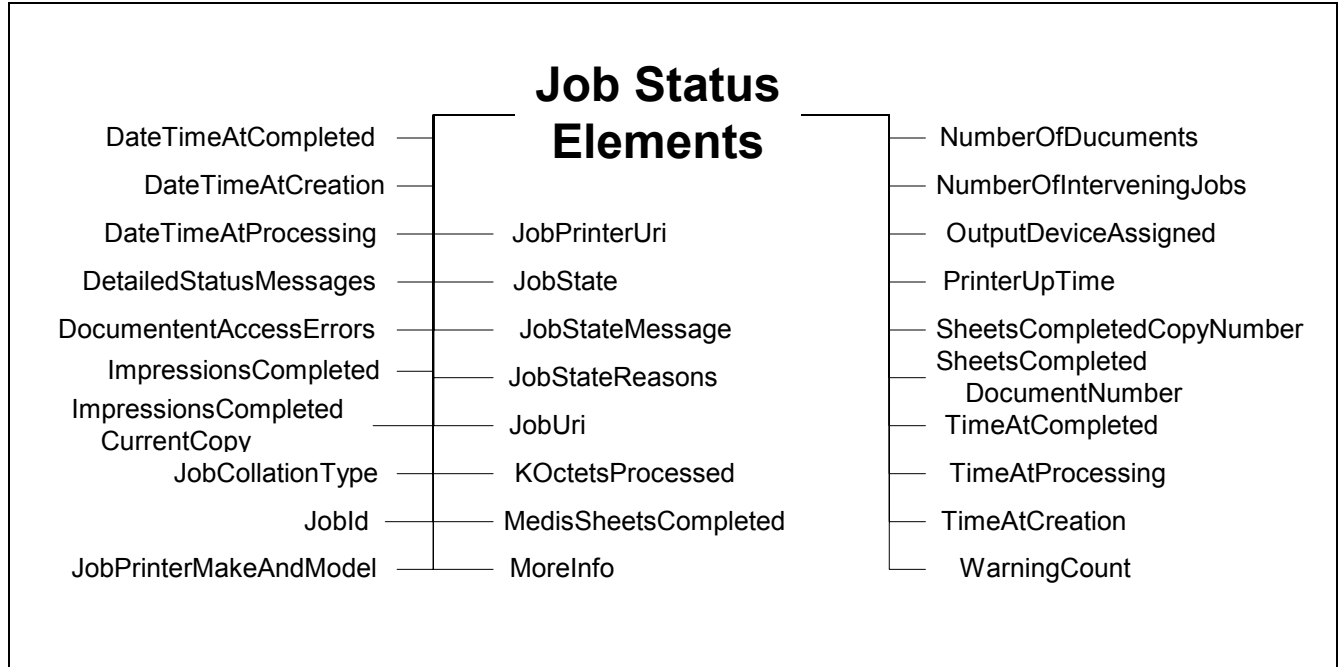 Job Status
Elements
DateTimeAtCompleted
DateTimeAtCreation
DateTimeAtProcessing
DetailedStatusMessages
DocumententAccessErrors
ImpressionsCompleted
ImpressionsCompleted
CurrentCopy
JobCollationType
JobId
JobPrinterMakeAndModel
JobPrinterUri
JobState
JobStateMessage
JobStateReasons
JobUri
KOctetsProcessed
MedisSheetsCompleted
MoreInfo
NumberOfDucuments
NumberOfInterveningJobs
OutputDeviceAssigned
PrinterUpTime
SheetsCompletedCopyNumber
SheetsCompleted
DocumentNumber
TimeAtCompleted
TimeAtProcessing
TimeAtCreation
WarningCount